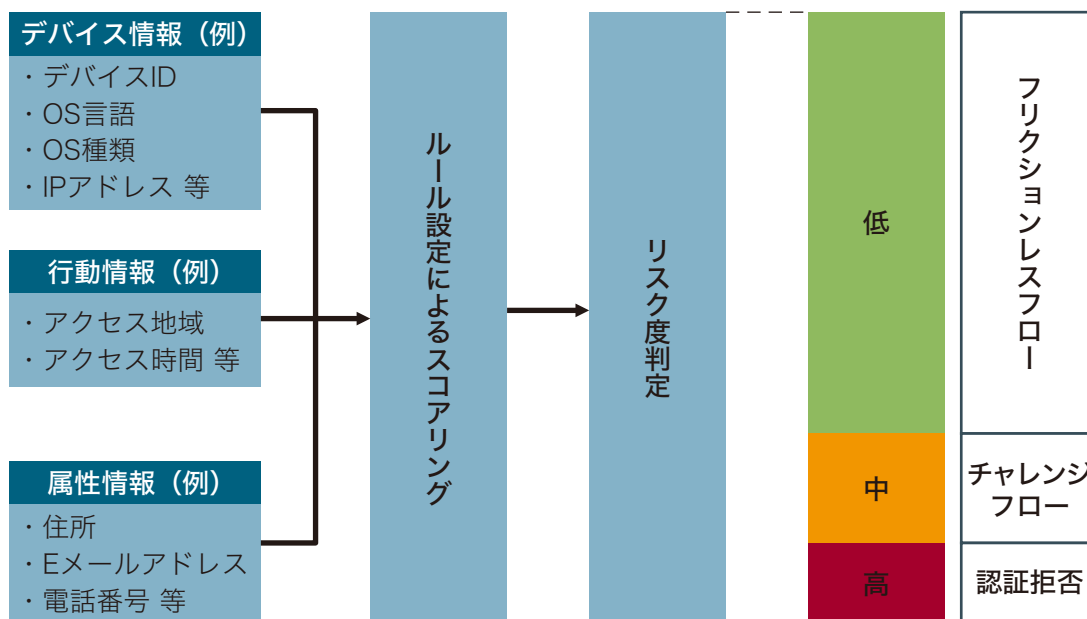 デバイス情報（例）
・デバイスID
・OS言語
・OS種類
・IPアドレス 等
行動情報（例）
・アクセス地域
・アクセス時間 等
属性情報（例）
・住所
・Eメールアドレス
・電話番号 等
ルール設定によるスコアリング
リスク度判定
低
中
高
フリクションレスフロー
チャレンジ
フロー
認証拒否